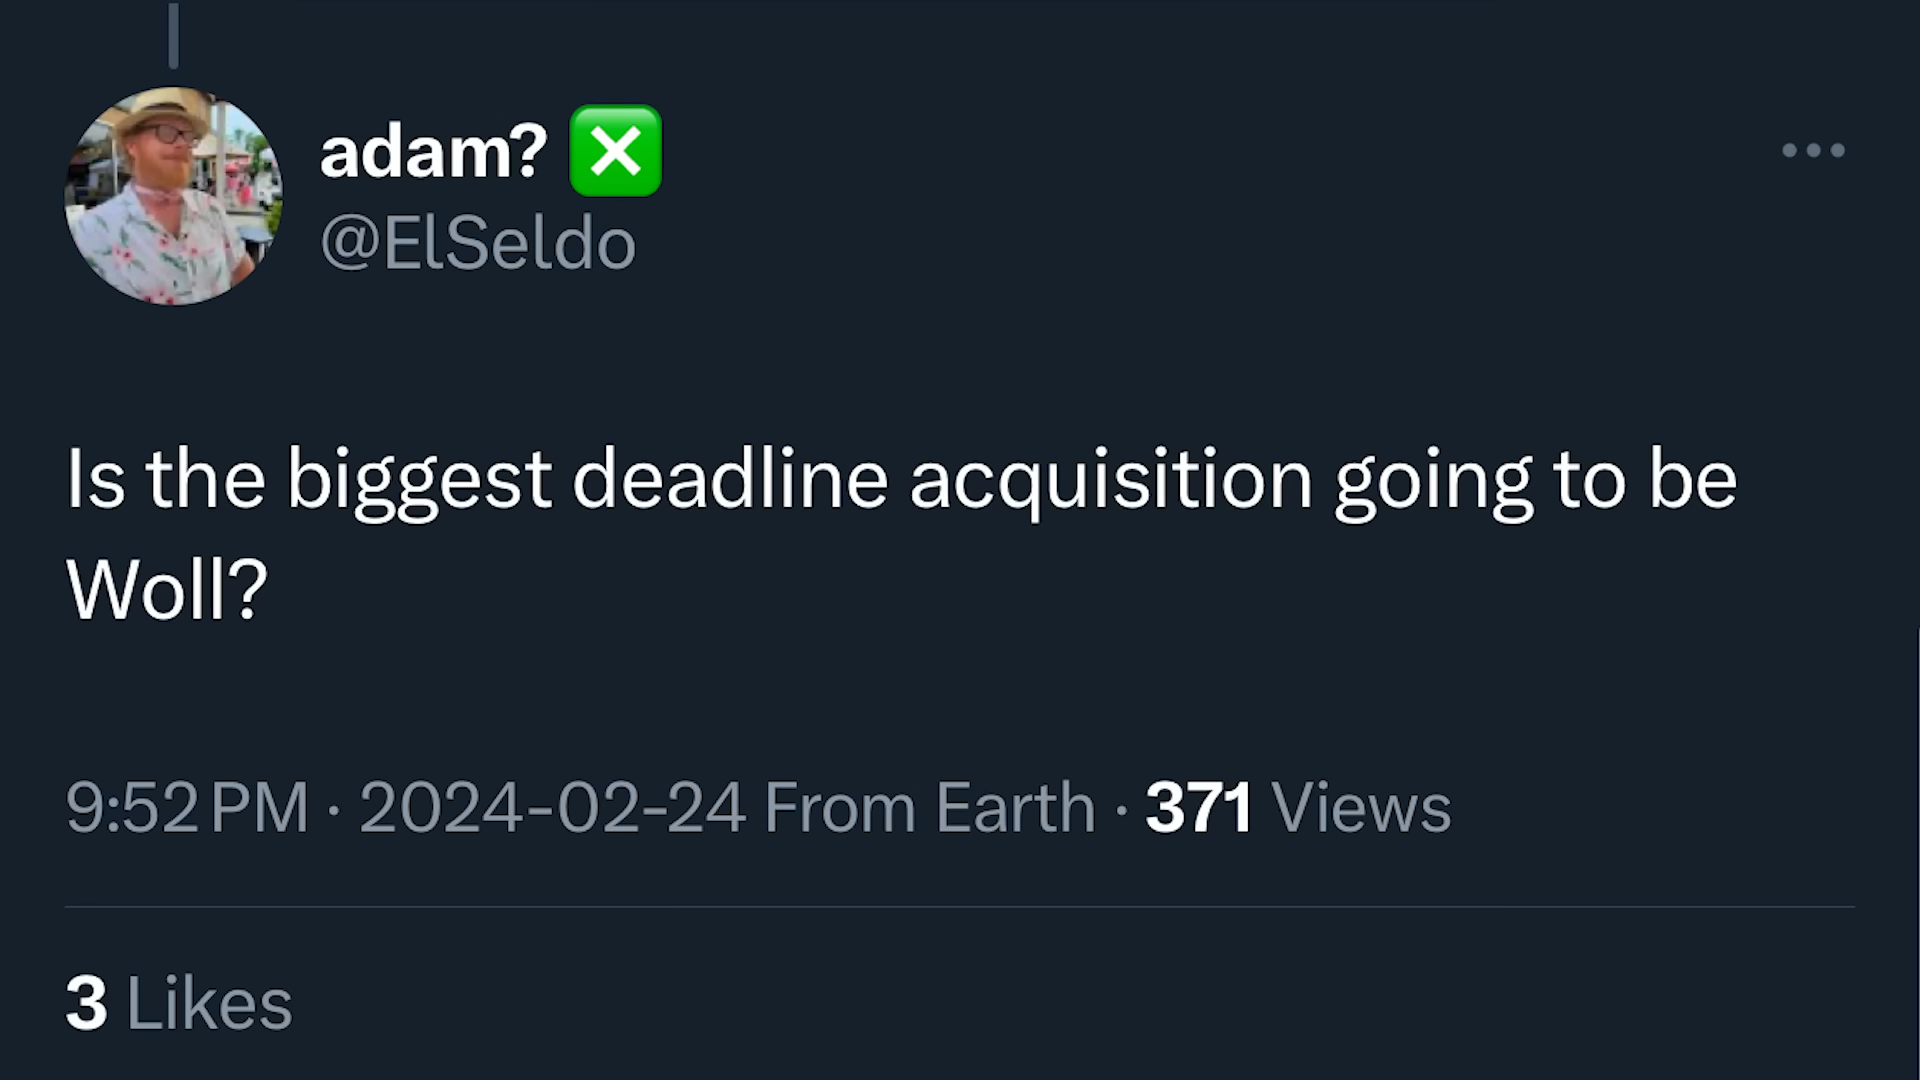 adam? ❎
@ElSeldo
Is the biggest deadline acquisition going to be
Woll?
9:52 PM · 2024-02-24 From Earth · 371 Views
3 Likes